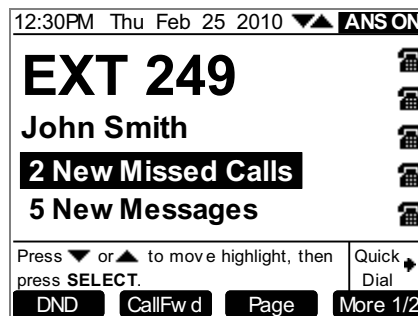 12:30PM Thu Feb 25 2010 ▼▲ ANS ON
EXT 249
John Smith
2 New Missed Calls
5 New Messages
Press ▼ or ▲ to move highlight, then
press SELECT.
Quick
Dial
DND CallFwd Page More 1/2